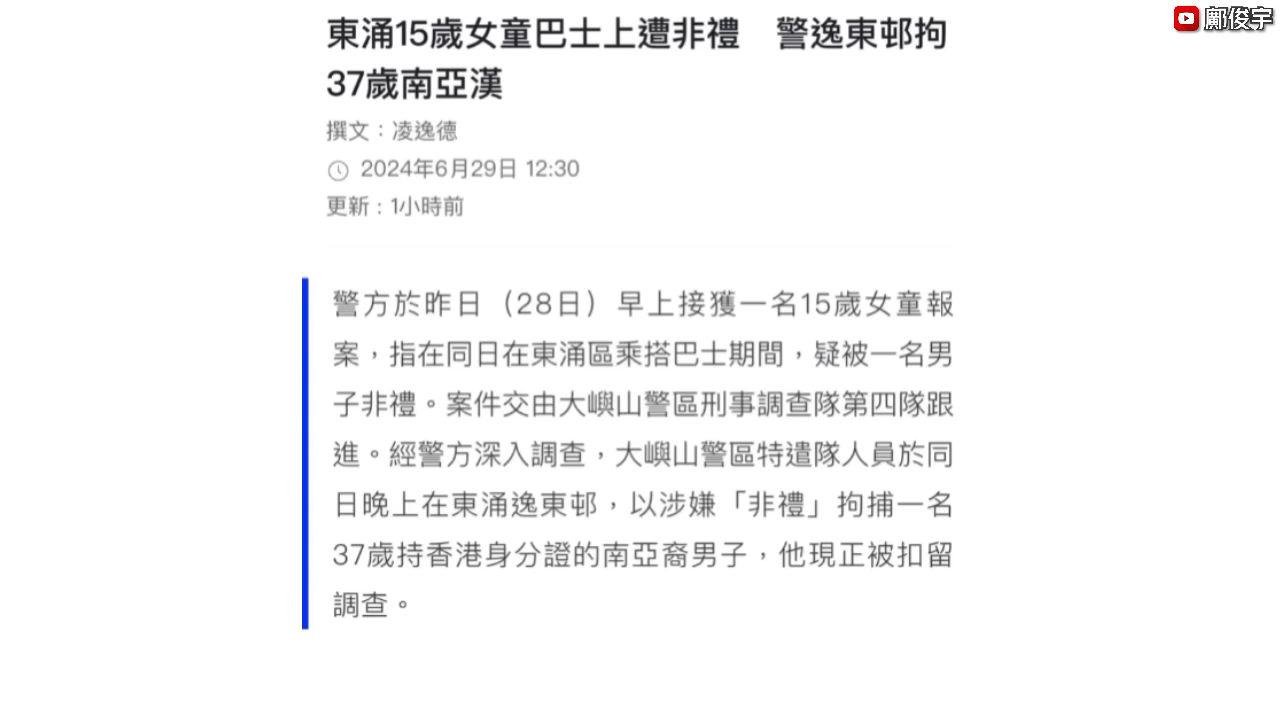 東涌15歲女童巴士上遭非禮　警逸東邨拘
37歲南亞漢
撰文：凌逸德
2024年6月29日 12:30
更新：1小時前
警方於昨日（28日）早上接獲一名15歲女童報
案，指在同日在東涌區乘搭巴士期間，疑被一名男
子非禮。案件交由大嶼山警區刑事調查隊第四隊跟
進。經警方深入調查，大嶼山警區特遣隊人員於同
日晚上在東涌逸東邨，以涉嫌「非禮」拘捕一名
37歲持香港身分證的南亞裔男子，他現正被扣留
調查。
鄺俊宇